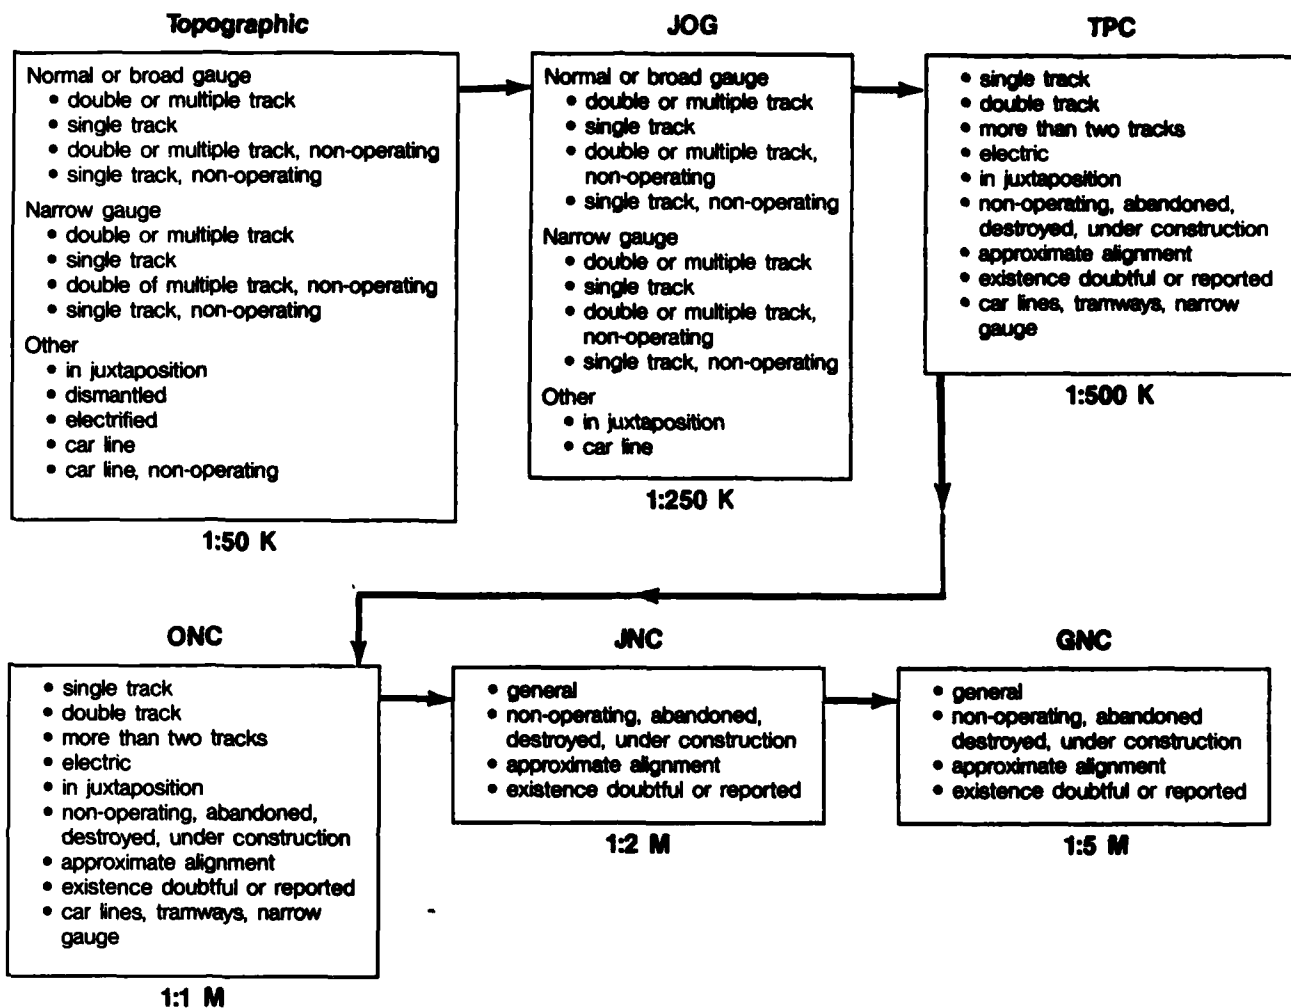 Topographic
Normal or broad gauge
• double or multiple track
• single track
• double or multiple track, non-operating
• single track, non-operating
Narrow gauge
• double or multiple track
• single track
• double of multiple track, non-operating
• single track, non-operating
Other
• in juxtaposition
• dismantled
• electrified
• car line
• car line, non-operating
1:50 K
JOG
Normal or broad gauge
• double or multiple track
• single track
• double or multiple track,
non-operating
• single track, non-operating
Narrow gauge
• double or multiple track
• single track
• double or multiple track,
non-operating
• single track, non-operating
Other
• in juxtaposition
• car line
1:250 K
TPC
• single track
• double track
• more than two tracks
• electric
• in juxtaposition
• non-operating, abandoned,
destroyed, under construction
• approximate alignment
• existence doubtful or reported
• car lines, tramways, narrow
gauge
1:500 K
ONC
• single track
• double track
• more than two tracks
• electric
• in juxtaposition
• non-operating, abandoned,
destroyed, under construction
• approximate alignment
• existence doubtful or reported
• car lines, tramways, narrow
gauge
1:1 M
JNC
• general
• non-operating, abandoned,
destroyed, under construction
• approximate alignment
• existence doubtful or reported
1:2 M
GNC
• general
• non-operating, abandoned
destroyed, under construction
• approximate alignment
• existence doubtful or reported
1:5 M